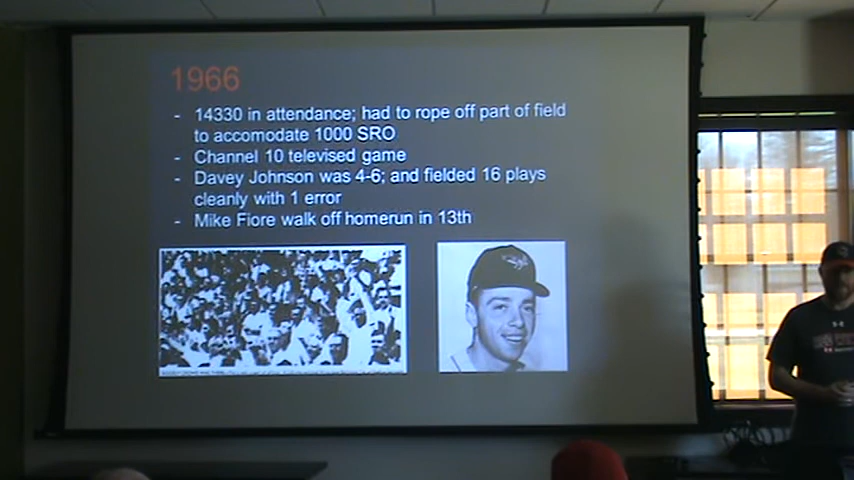 1966
- 14330 in attendance; had to rope off part of field
to accomodate 1000 SRO
- Channel 10 televised game
- Davey Johnson was 4-6; and fielded 16 plays
cleanly with 1 error
- Mike Fiore walk off homerun in 13th